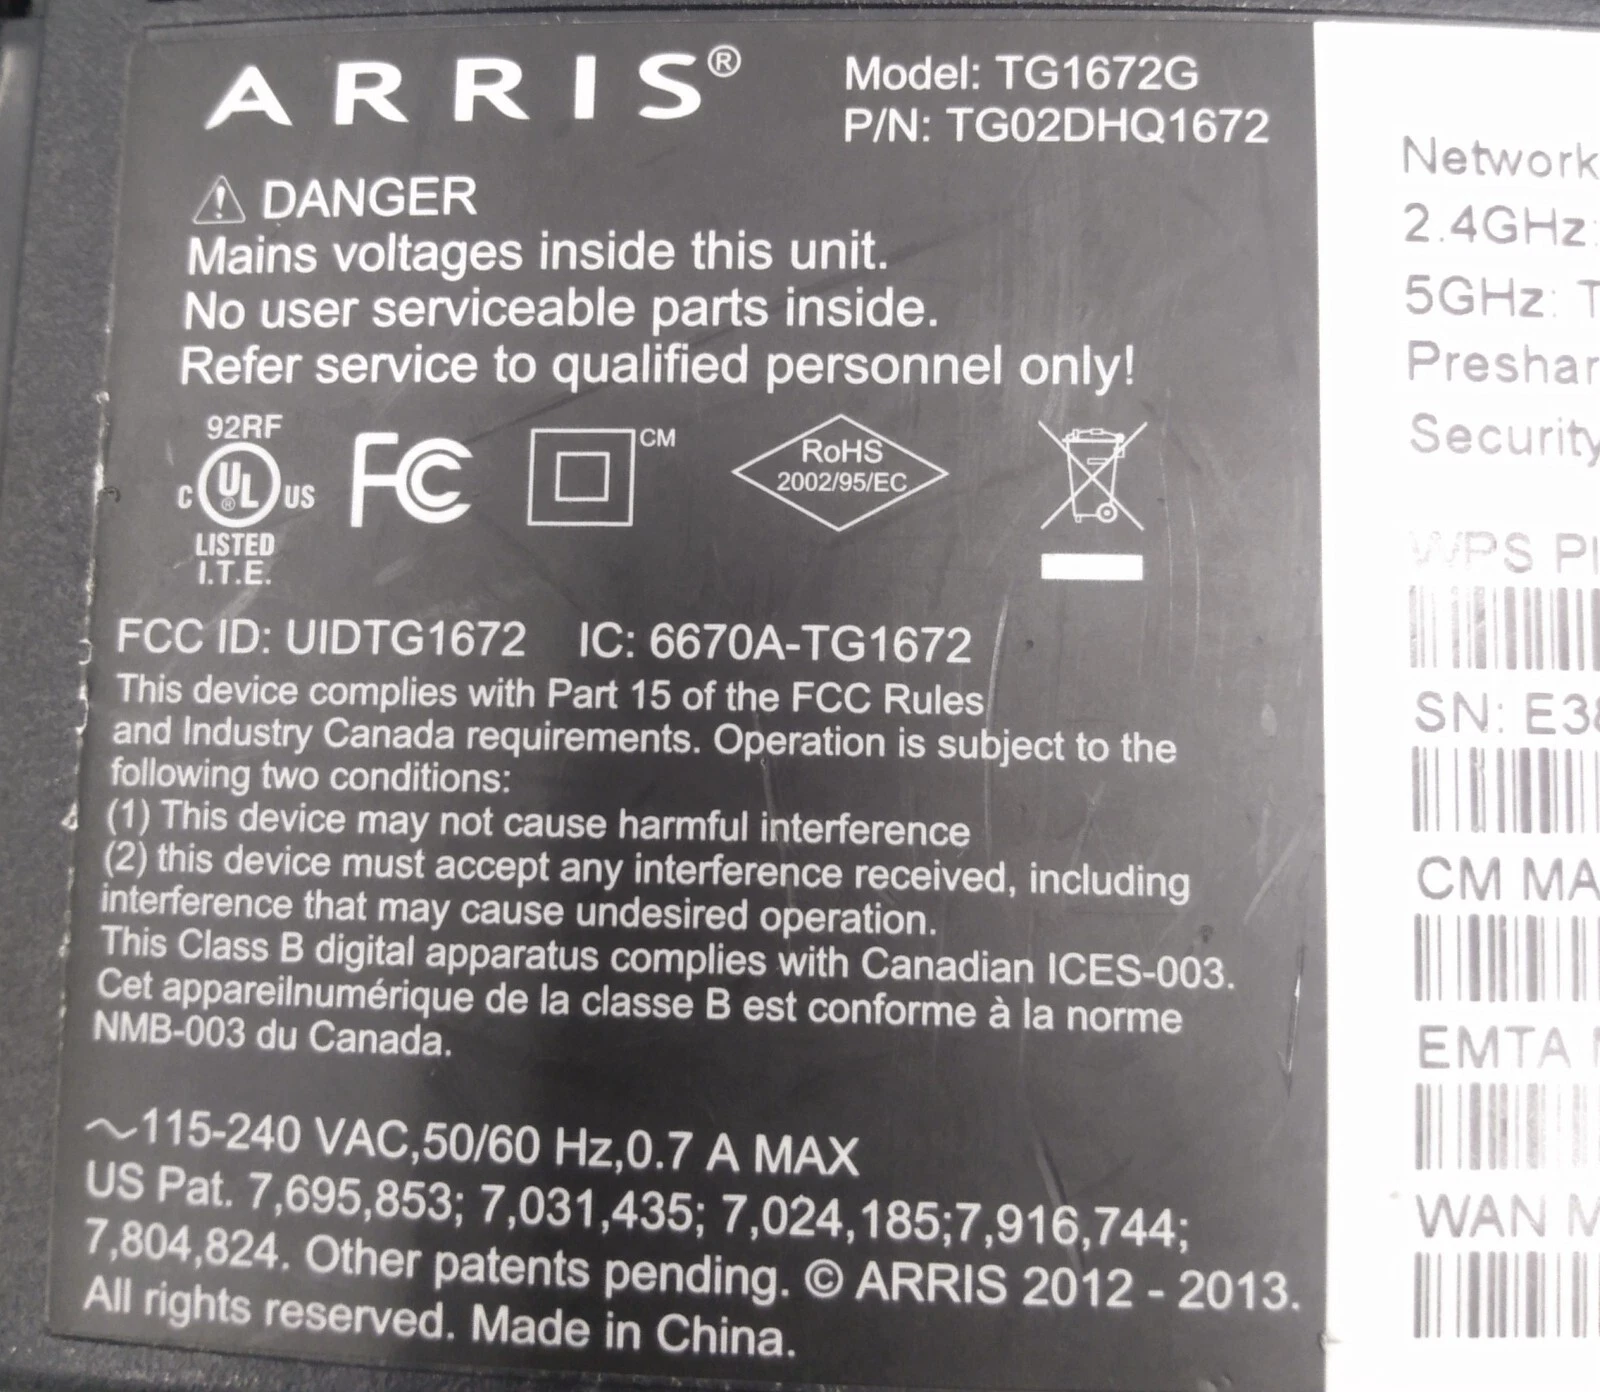 ARRIS®
Model: TG1672G
P/N: TG02DHQ1672
DANGER
Mains voltages inside this unit.
No user serviceable parts inside.
Refer service to qualified personnel only!
92RF
C UL® US
LISTED
I.T.E.
FC
CM
RoHS
2002/95/EC
FCC ID: UIDTG1672 IC: 6670A-TG1672
This device complies with Part 15 of the FCC Rules
and Industry Canada requirements. Operation is subject to the
following two conditions:
(1) This device may not cause harmful interference
(2) this device must accept any interference received, including
interference that may cause undesired operation.
This Class B digital apparatus complies with Canadian ICES-003.
Cet appareilnumérique de la classe B est conforme à la norme
NMB-003 du Canada.
~115-240 VAC,50/60 Hz,0.7 A MAX
US Pat. 7,695,853; 7,031,435; 7,024,185;7,916,744;
7,804,824. Other patents pending. © ARRIS 2012 - 2013.
All rights reserved. Made in China.
Network
2.4GHz:
5GHz: T
Preshar
Security
WPS PI
SN: E38
CM MA
EMTA
WAN M